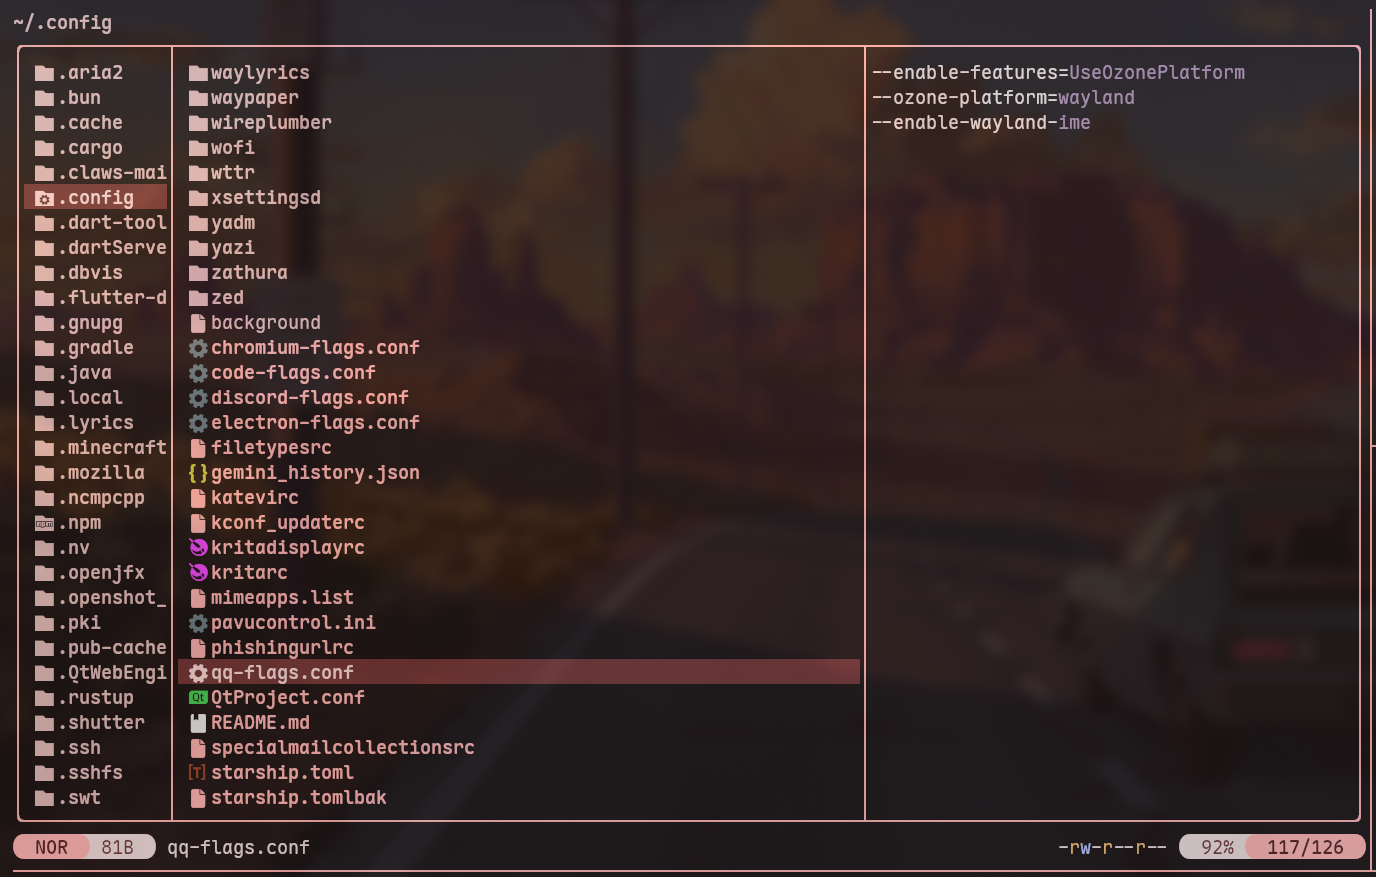 ~/.config
.aria2
.bun
.cache
.cargo
.claws-mai
.config
.dart-tool
.dartServe
.dbvis
.flutter-d
.gnupg
.gradle
.java
.local
.lyrics
.minecraft
.mozilla
.ncmpcpp
npm .npm
.nv
.openjfx
.openshot_
.pki
.pub-cache
.QtWebEngi
.rustup
.shutter
.ssh
.sshfs
.swt
waylyrics
waypaper
wireplumber
wofi
wttr
xsettingsd
yadm
yazi
zathura
zed
background
chromium-flags.conf
code-flags.conf
discord-flags.conf
electron-flags.conf
filetypesrc
{} gemini_history.json
katevirc
kconf_updaterc
kritadisplayrc
kritarc
mimeapps.list
pavucontrol.ini
phishingurlrc
qq-flags.conf
Qt QtProject.conf
README.md
specialmailcollectionsrc
[T] starship.toml
starship.tomlbak
--enable-features=UseOzonePlatform
--ozone-platform=wayland
--enable-wayland-ime
NOR 81B qq-flags.conf -rw-r--r-- 92% 117/126